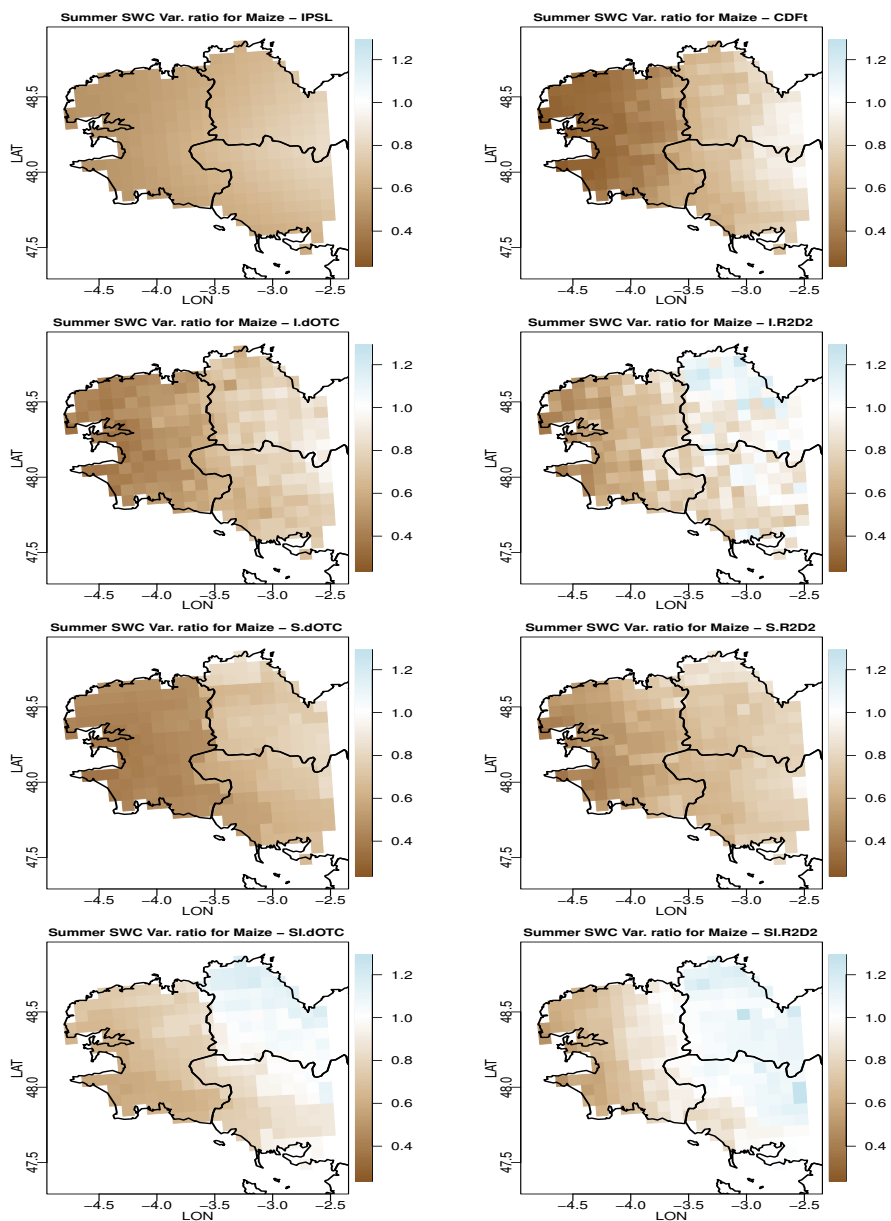 Summer SWC Var. ratio for Maize – IPSL
LAT
48.5
48.0
47.5
−4.5 −4.0 −3.5 −3.0 −2.5
LON
1.2
1.0
0.8
0.6
0.4
Summer SWC Var. ratio for Maize – CDFt
LAT
48.5
48.0
47.5
−4.5 −4.0 −3.5 −3.0 −2.5
LON
1.2
1.0
0.8
0.6
0.4
Summer SWC Var. ratio for Maize – I.dOTC
LAT
48.5
48.0
47.5
−4.5 −4.0 −3.5 −3.0 −2.5
LON
1.2
1.0
0.8
0.6
0.4
Summer SWC Var. ratio for Maize – I.R2D2
LAT
48.5
48.0
47.5
−4.5 −4.0 −3.5 −3.0 −2.5
LON
1.2
1.0
0.8
0.6
0.4
Summer SWC Var. ratio for Maize – S.dOTC
LAT
48.5
48.0
47.5
−4.5 −4.0 −3.5 −3.0 −2.5
LON
1.2
1.0
0.8
0.6
0.4
Summer SWC Var. ratio for Maize – S.R2D2
LAT
48.5
48.0
47.5
−4.5 −4.0 −3.5 −3.0 −2.5
LON
1.2
1.0
0.8
0.6
0.4
Summer SWC Var. ratio for Maize – SI.dOTC
LAT
48.5
48.0
47.5
−4.5 −4.0 −3.5 −3.0 −2.5
LON
1.2
1.0
0.8
0.6
0.4
Summer SWC Var. ratio for Maize – SI.R2D2
LAT
48.5
48.0
47.5
−4.5 −4.0 −3.5 −3.0 −2.5
LON
1.2
1.0
0.8
0.6
0.4